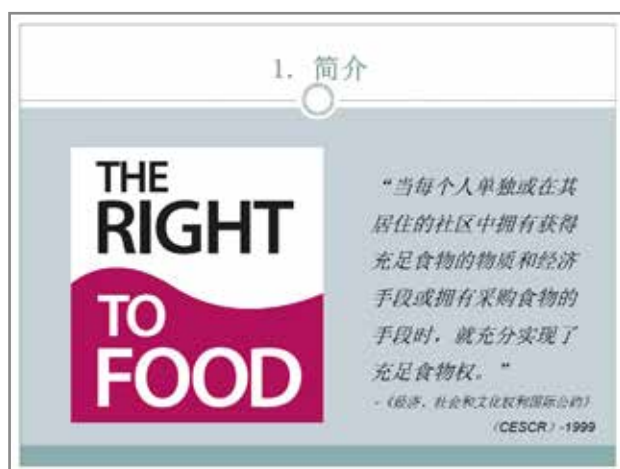 1. 简介
THE
RIGHT
TO
FOOD
“当每个人单独或在其
居住的社区中拥有获得
充足食物的物质和经济
手段或拥有采购食物的
手段时，就充分实现了
充足食物权。”
-《经济、社会和文化权利国际公约》
（CESCR）-1999